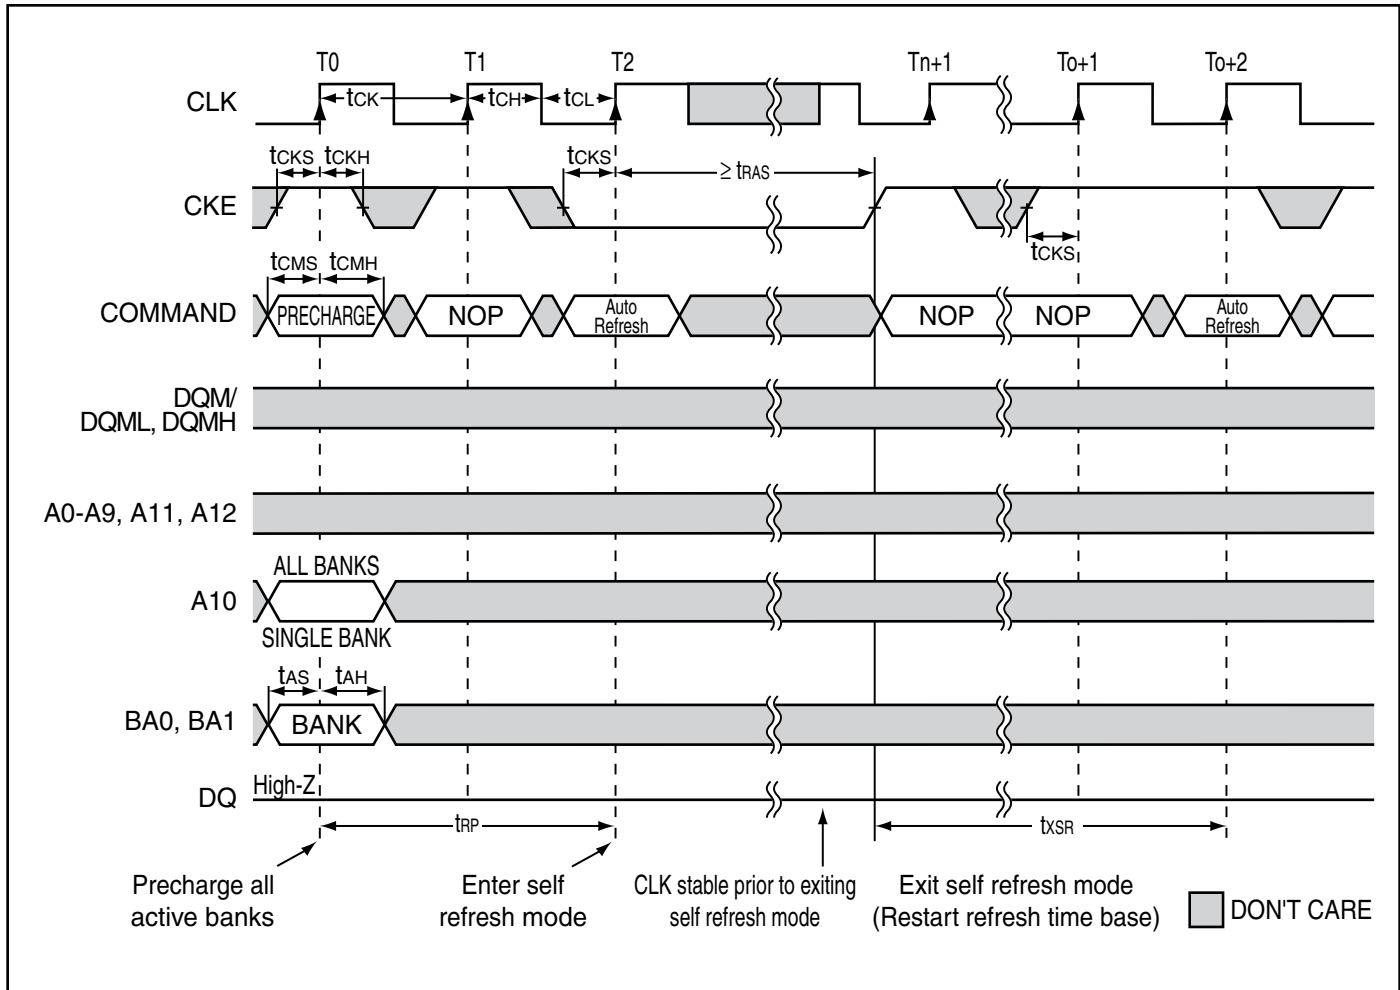 T0 T1 T2 Tn+1 To+1 To+2
CLK tCK tCH tCL
tCKS tCKH tCKS ≥ tRAS
CKE
tCKS
tCMS tCMH
COMMAND PRECHARGE NOP Auto Refresh NOP NOP Auto Refresh
DQM/
DQML, DQMH
A0-A9, A11, A12
ALL BANKS
A10
SINGLE BANK
tAS tAH
BA0, BA1 BANK
DQ High-Z
tRP tXSR
Precharge all
active banks
Enter self
refresh mode
CLK stable prior to exiting
self refresh mode
Exit self refresh mode
(Restart refresh time base)
DON'T CARE